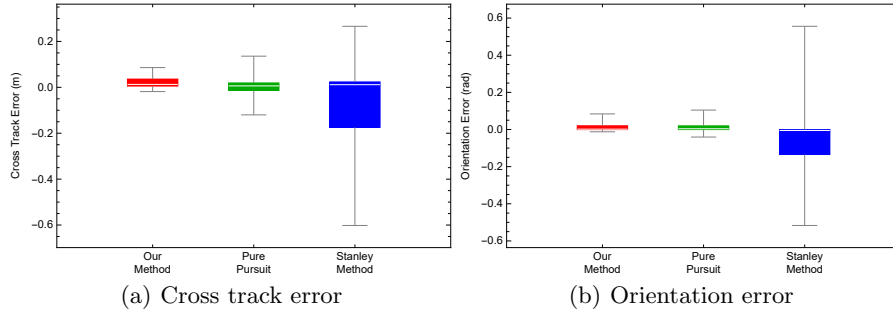 Cross Track Error (m)
0.2
0.0
−0.2
−0.4
−0.6
Our
Method
Pure
Pursuit
Stanley
Method
(a) Cross track error
Orientation Error (rad)
0.6
0.4
0.2
0.0
−0.2
−0.4
−0.6
Our
Method
Pure
Pursuit
Stanley
Method
(b) Orientation error